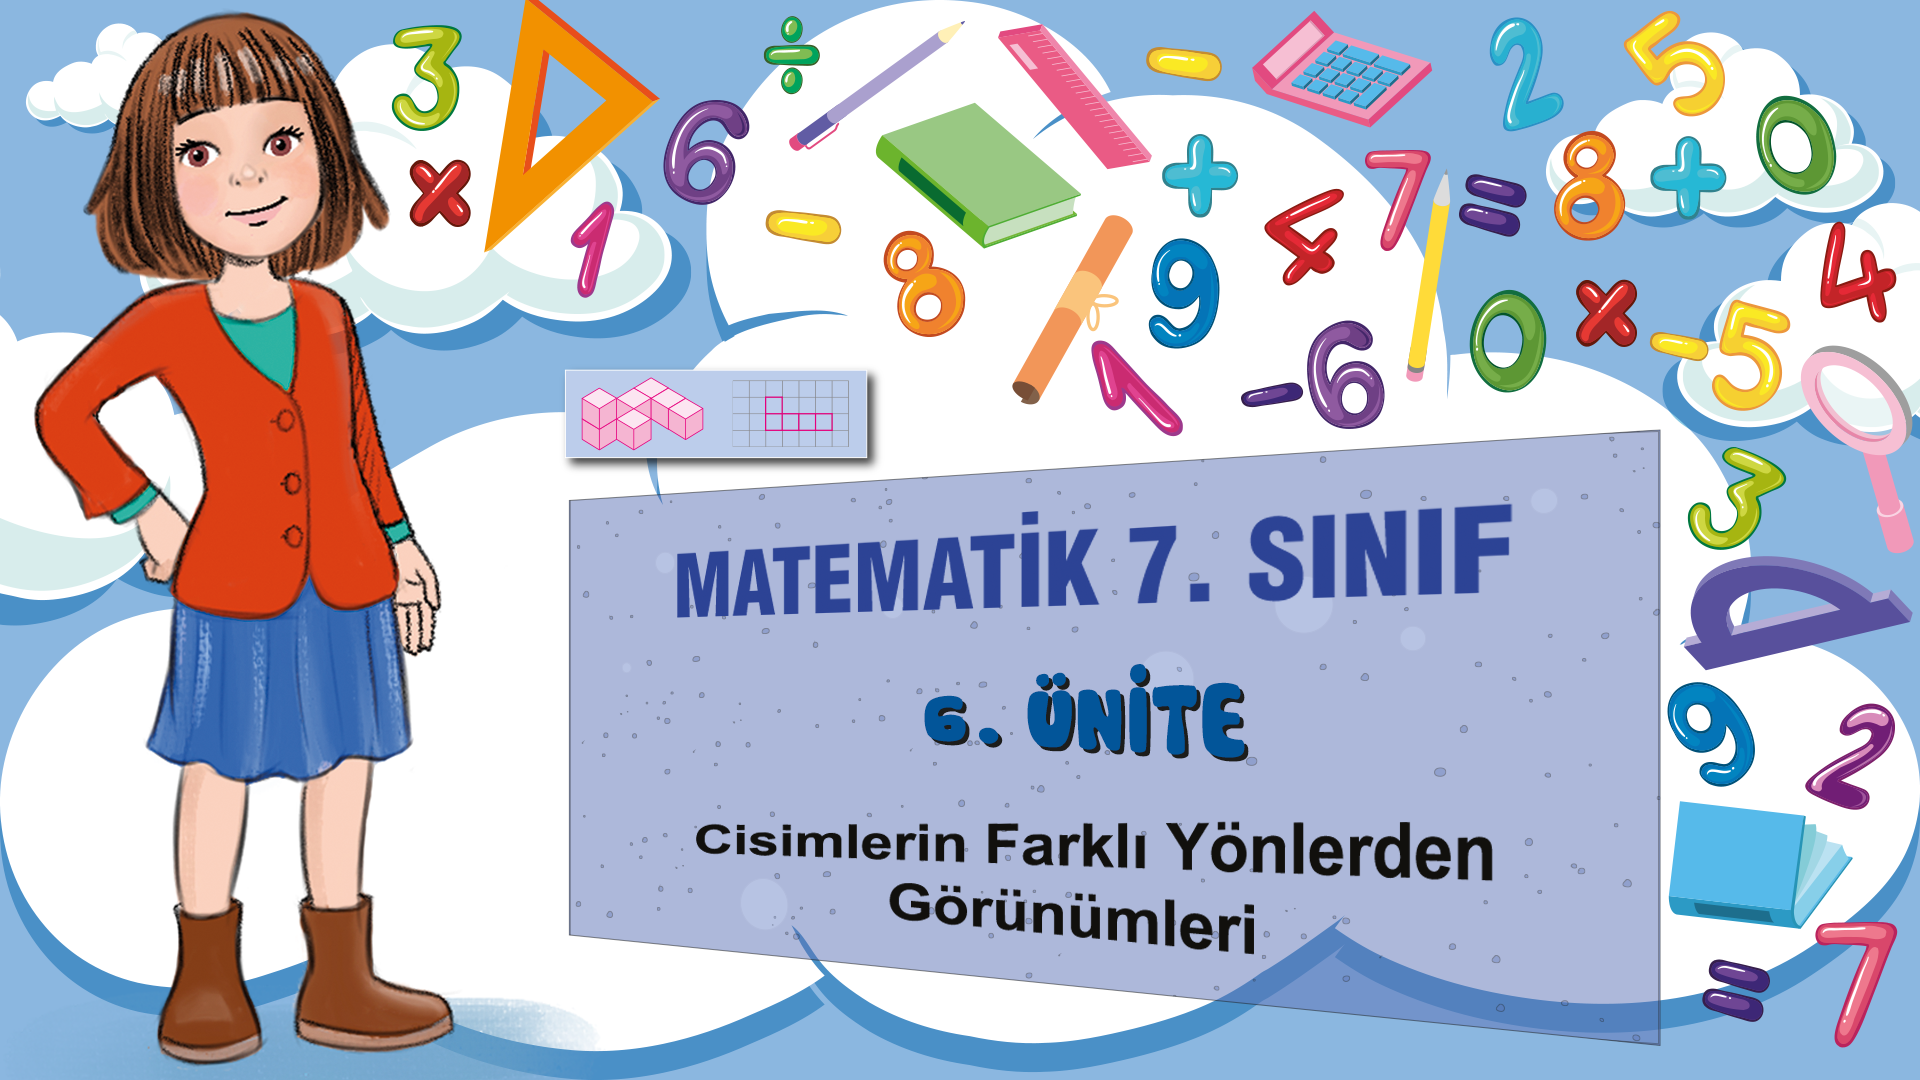 MATEMATİK 7. SINIF
6. ÜNİTE
Cisimlerin Farklı Yönlerden
Görünümleri